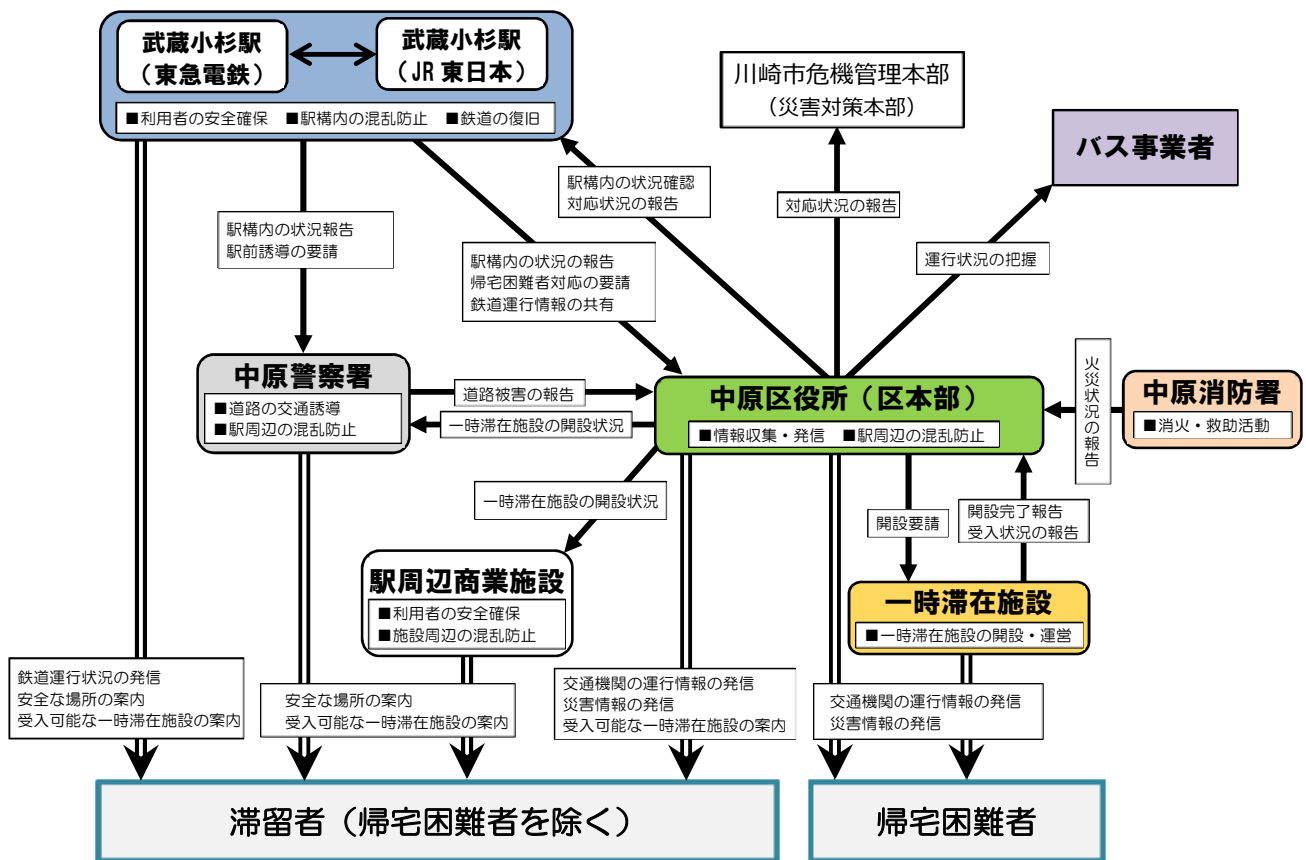 武蔵小杉駅
（東急電鉄）
武蔵小杉駅
（JR 東日本）
■利用者の安全確保　■駅構内の混乱防止　■鉄道の復旧
川崎市危機管理本部
（災害対策本部）
バス事業者
駅構内の状況確認
対応状況の報告
対応状況の報告
運行状況の把握
駅構内の状況報告
駅前誘導の要請
駅構内の状況の報告
帰宅困難者対応の要請
鉄道運行情報の共有
中原警察署
■道路の交通誘導
■駅周辺の混乱防止
道路被害の報告
一時滞在施設の開設状況
中原区役所（区本部）
■情報収集・発信　■駅周辺の混乱防止
火災状況の報告
中原消防署
■消火・救助活動
一時滞在施設の開設状況
開設要請
開設完了報告
受入状況の報告
駅周辺商業施設
■利用者の安全確保
■施設周辺の混乱防止
一時滞在施設
■一時滞在施設の開設・運営
鉄道運行状況の発信
安全な場所の案内
受入可能な一時滞在施設の案内
安全な場所の案内
受入可能な一時滞在施設の案内
交通機関の運行情報の発信
災害情報の発信
受入可能な一時滞在施設の案内
交通機関の運行情報の発信
災害情報の発信
滞留者（帰宅困難者を除く）
帰宅困難者